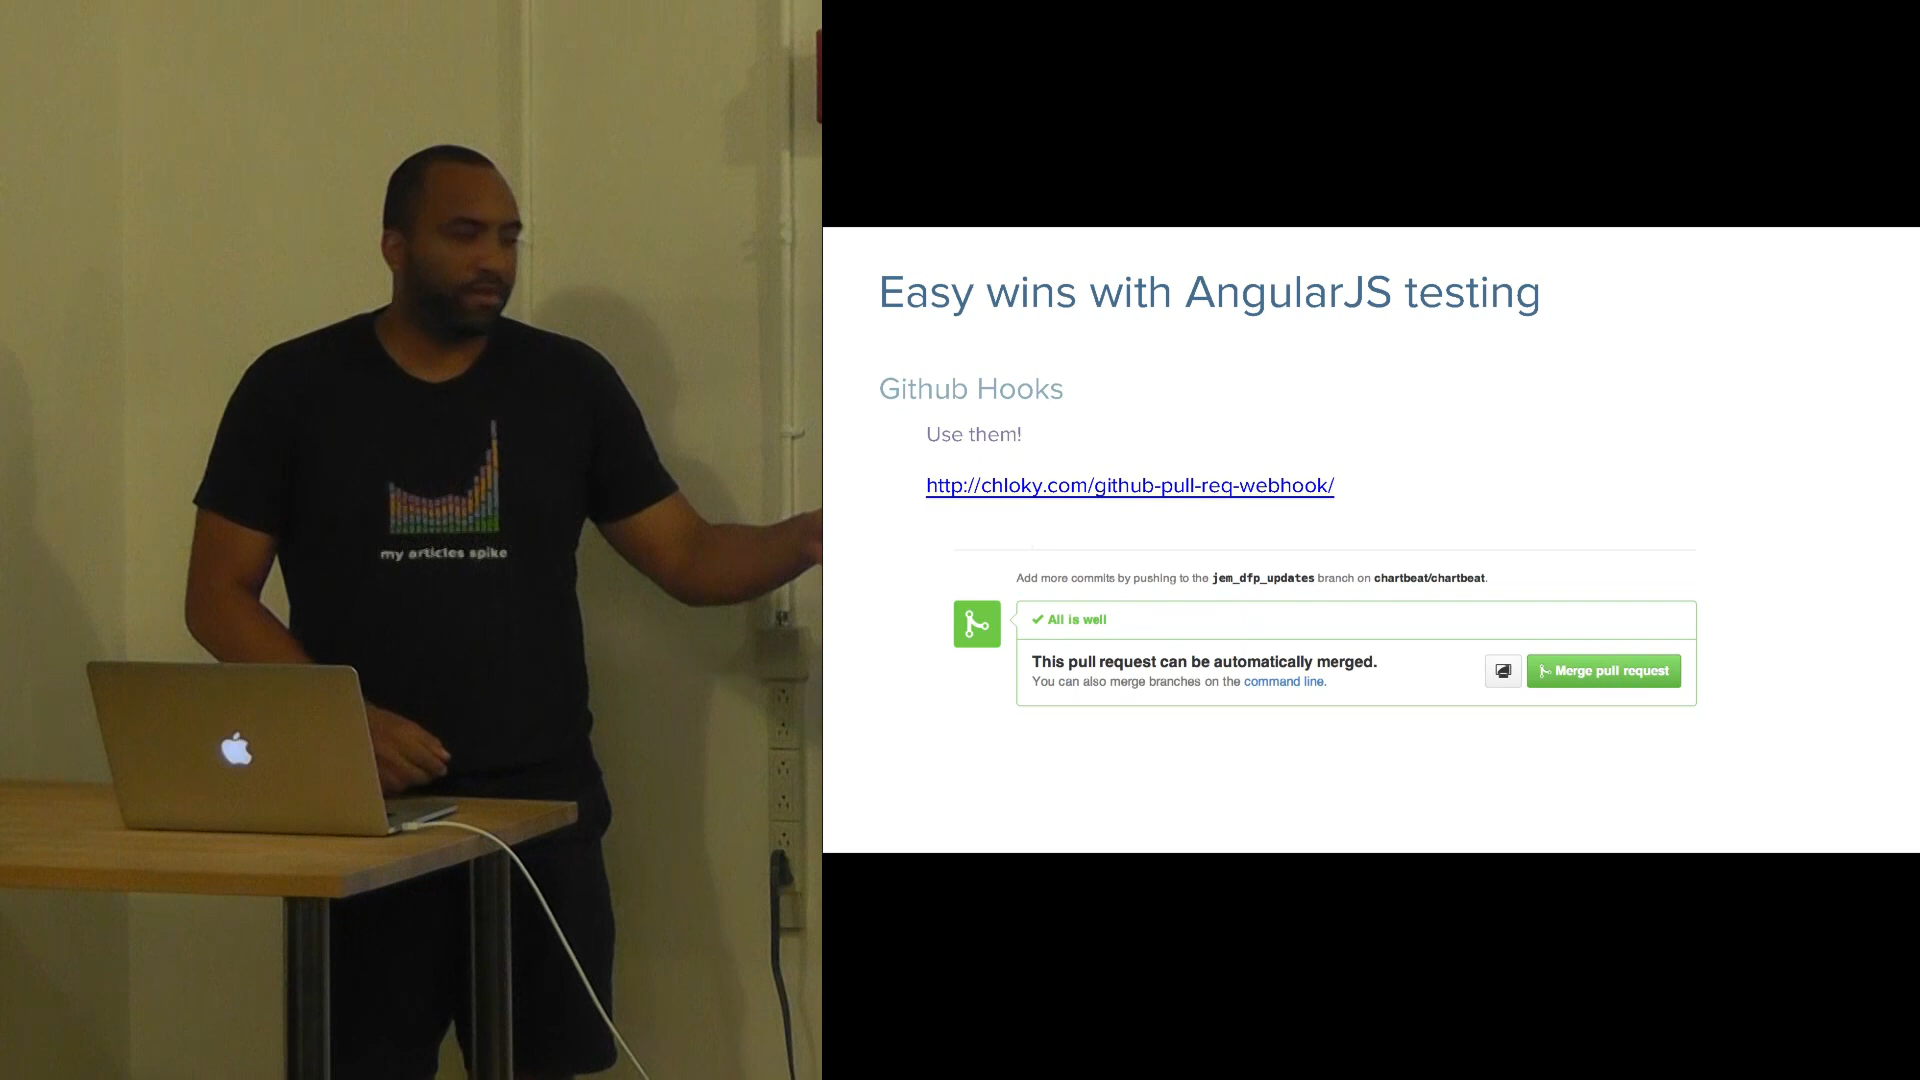 my articles spike
Easy wins with AngularJS testing
Github Hooks
Use them!
http://chloky.com/github-pull-req-webhook/
Add more commits by pushing to the jem_dfp_updates branch on chartbeat/chartbeat.
✔ All is well
This pull request can be automatically merged.
You can also merge branches on the command line.
Merge pull request